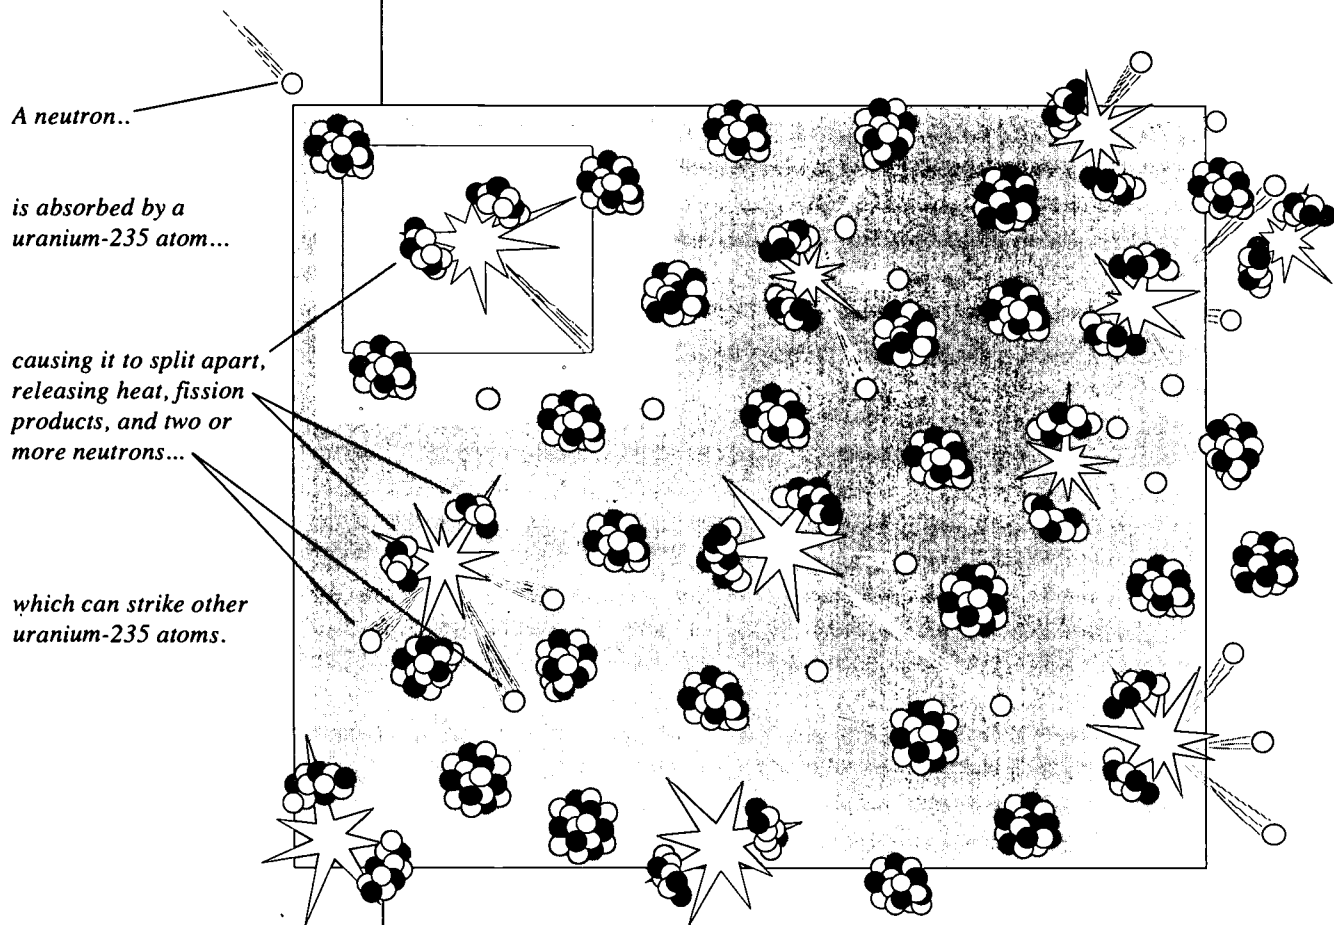 A neutron..
is absorbed by a
uranium-235 atom...
causing it to split apart,
releasing heat, fission
products, and two or
more neutrons...
which can strike other
uranium-235 atoms.